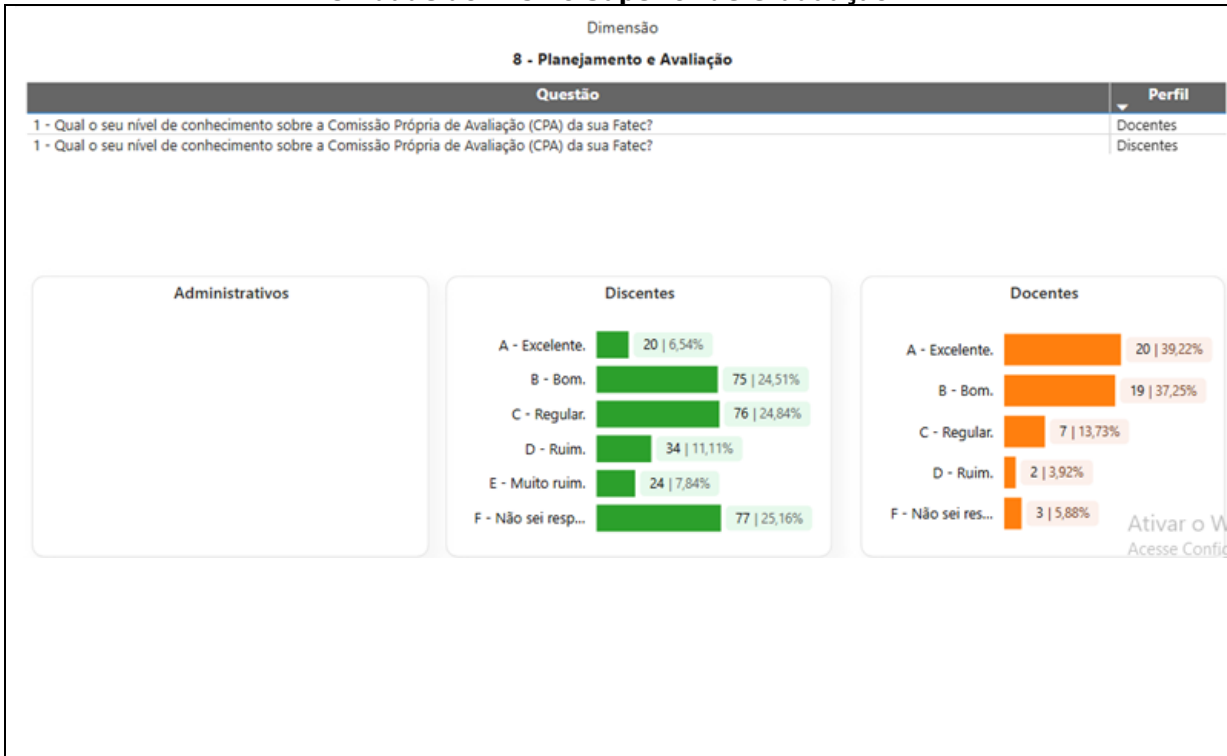 Dimensão
8 - Planejamento e Avaliação
Questão Perfil
1 - Qual o seu nível de conhecimento sobre a Comissão Própria de Avaliação (CPA) da sua Fatec? Docentes
1 - Qual o seu nível de conhecimento sobre a Comissão Própria de Avaliação (CPA) da sua Fatec? Discentes
Administrativos
Discentes
A - Excelente. 20 | 6,54%
B - Bom. 75 | 24,51%
C - Regular. 76 | 24,84%
D - Ruim. 34 | 11,11%
E - Muito ruim. 24 | 7,84%
F - Não sei resp... 77 | 25,16%
Docentes
A - Excelente. 20 | 39,22%
B - Bom. 19 | 37,25%
C - Regular. 7 | 13,73%
D - Ruim. 2 | 3,92%
F - Não sei res... 3 | 5,88%
Ativar o W
Acesse Config